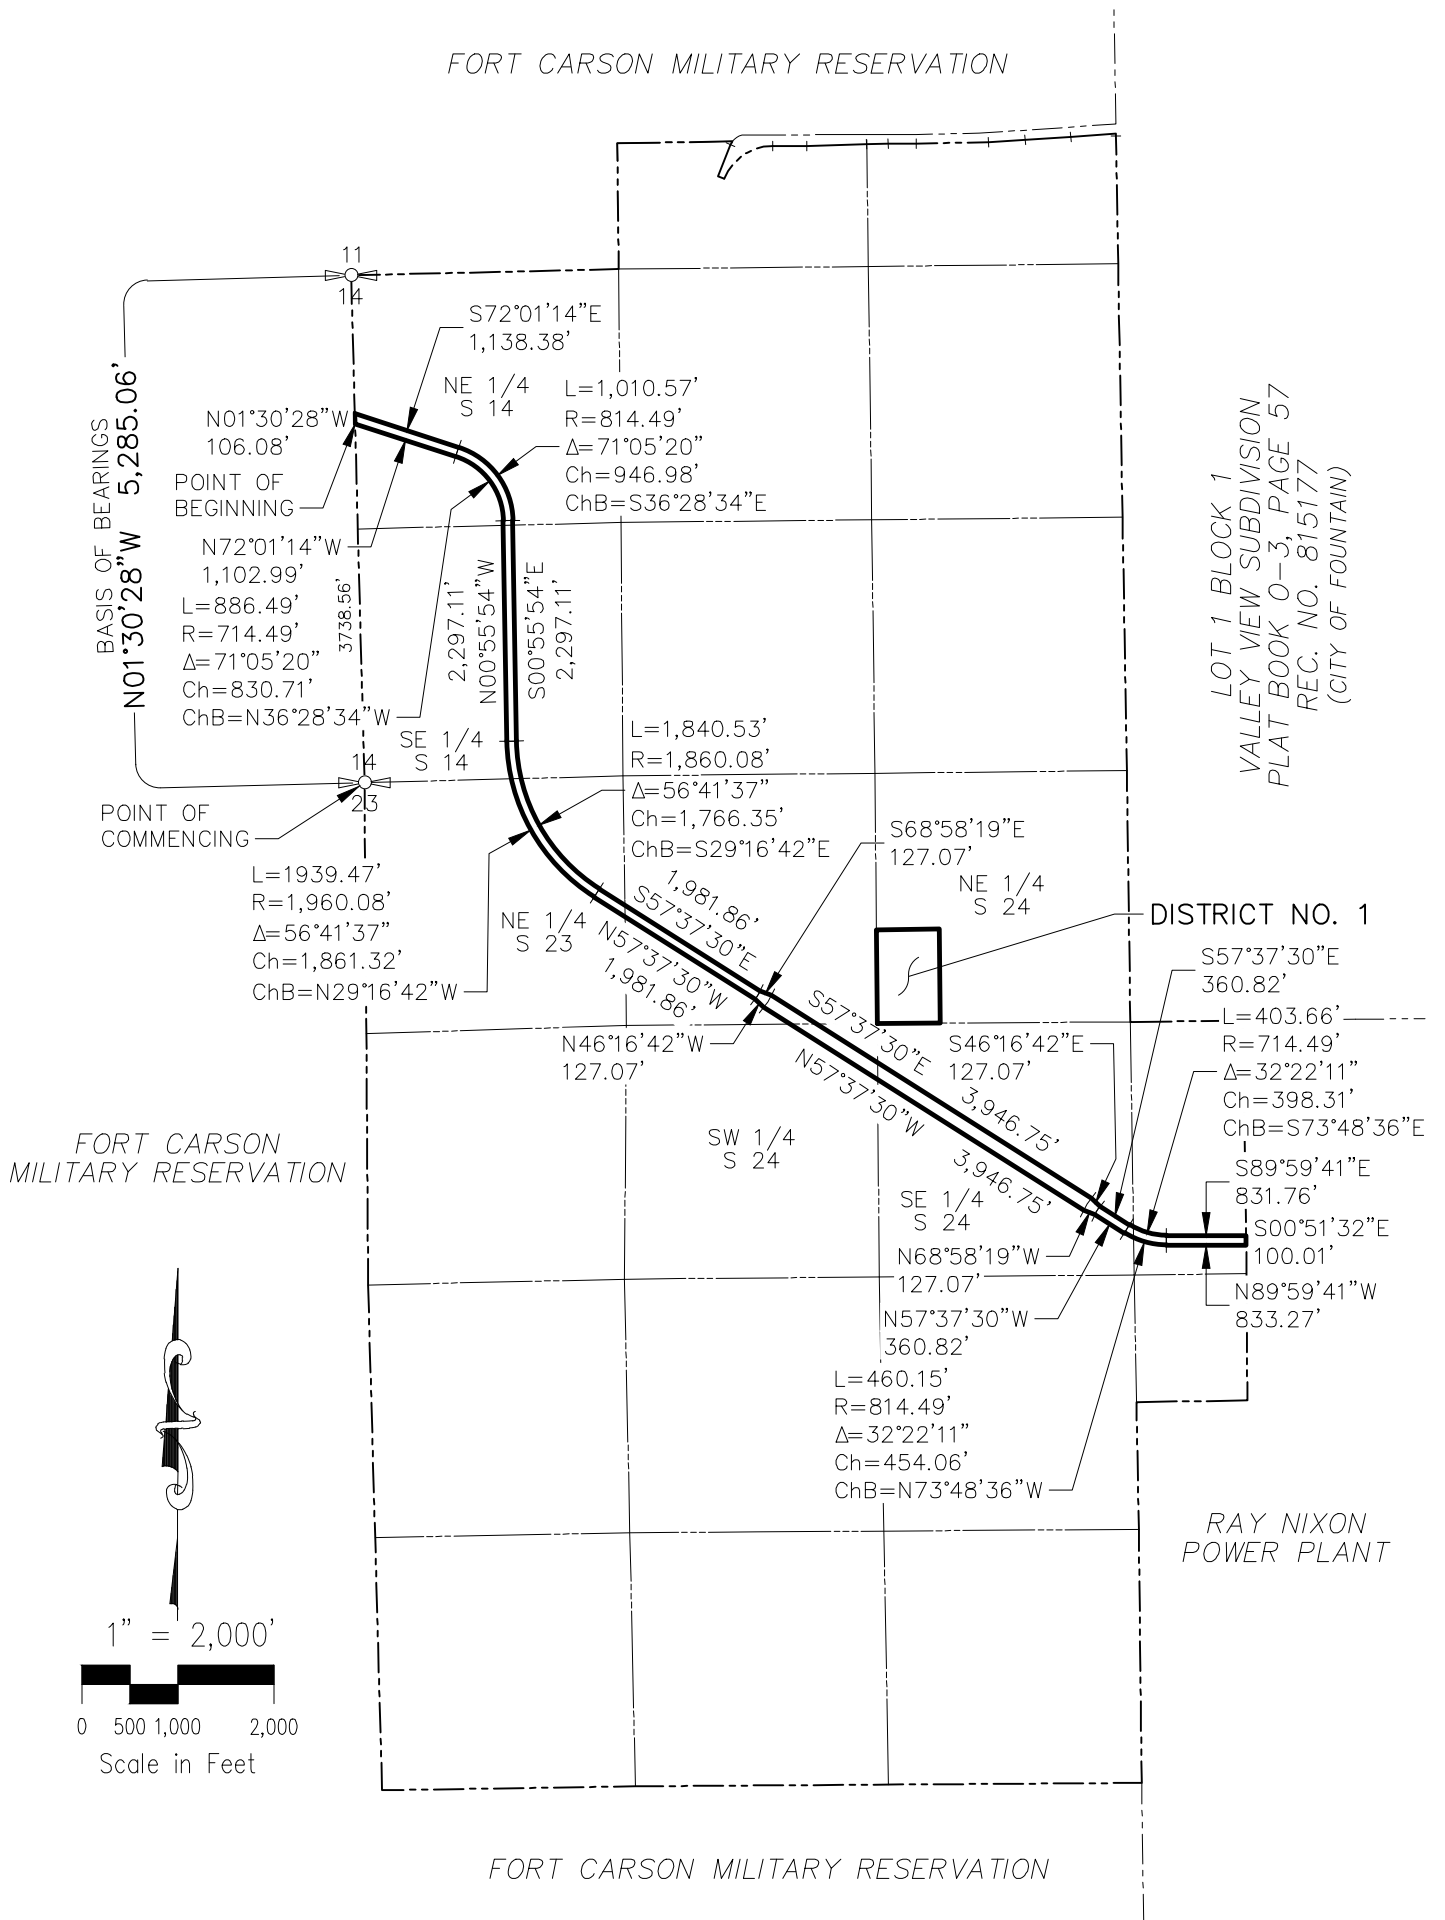 FORT CARSON MILITARY RESERVATION
11
14
S72°01'14"E
1,138.38'
NE 1/4
S 14
L=1,010.57'
R=814.49'
Δ=71°05'20"
Ch=946.98'
ChB=S36°28'34"E
N01°30'28"W
106.08'
POINT OF
BEGINNING
BASIS OF BEARINGS
N01°30'28"W 5,285.06'
N72°01'14"W
1,102.99'
L=886.49'
R=714.49'
Δ=71°05'20"
Ch=830.71'
ChB=N36°28'34"W
3738.56'
2,297.11'
N00°55'54"W
S00°55'54"E
2,297.11'
LOT 1 BLOCK 1
VALLEY VIEW SUBDIVISION
PLAT BOOK O-3, PAGE 57
REC. NO. 815177
(CITY OF FOUNTAIN)
SE 1/4
S 14
14
23
POINT OF
COMMENCING
L=1,840.53'
R=1,860.08'
Δ=56°41'37"
Ch=1,766.35'
ChB=S29°16'42"E
L=1939.47'
R=1,960.08'
Δ=56°41'37"
Ch=1,861.32'
ChB=N29°16'42"W
NE 1/4
S 23
1,981.86'
S57°37'30"E
N57°37'30"W
1,981.86'
S68°58'19"E
127.07'
NE 1/4
S 24
DISTRICT NO. 1
S57°37'30"E
360.82'
L=403.66'
R=714.49'
Δ=32°22'11"
Ch=398.31'
ChB=S73°48'36"E
N46°16'42"W
127.07'
S57°37'30"E
3,946.75'
N57°37'30"W
3,946.75'
S46°16'42"E
127.07'
SW 1/4
S 24
FORT CARSON
MILITARY RESERVATION
SE 1/4
S 24
S89°59'41"E
831.76'
S00°51'32"E
100.01'
N89°59'41"W
833.27'
N68°58'19"W
127.07'
N57°37'30"W
360.82'
L=460.15'
R=814.49'
Δ=32°22'11"
Ch=454.06'
ChB=N73°48'36"W
RAY NIXON
POWER PLANT
1" = 2,000'
0 500 1,000 2,000
Scale in Feet
FORT CARSON MILITARY RESERVATION